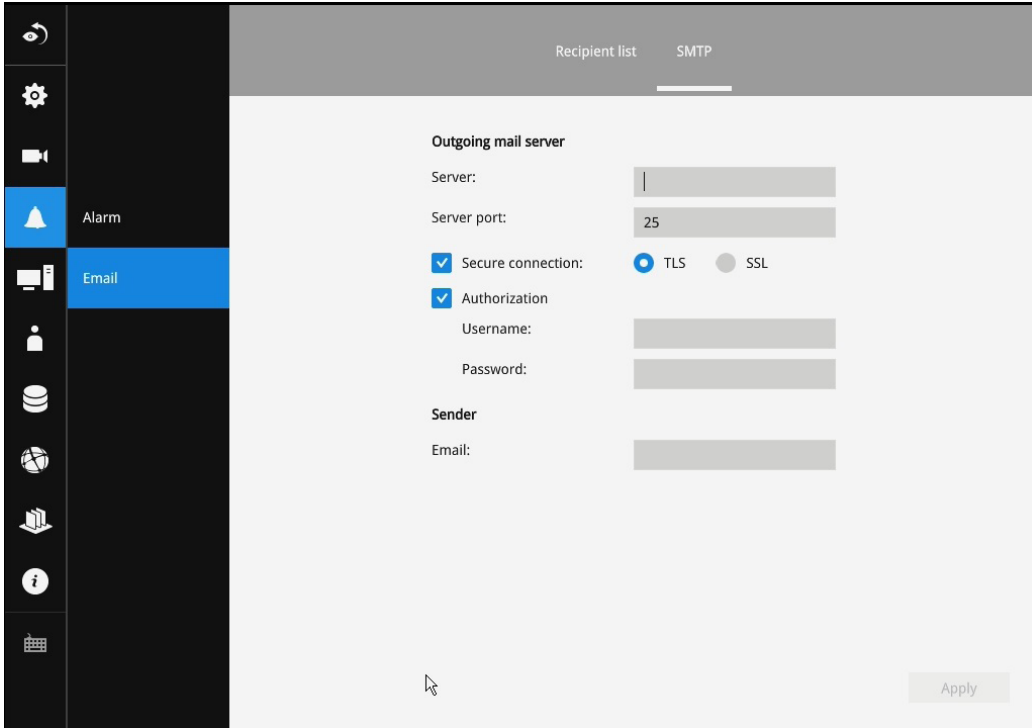 Recipient list SMTP
Outgoing mail server
Server:
Server port: 25
Secure connection: TLS SSL
Authorization
Username:
Password:
Sender
Email:
Alarm
Email
i
Apply